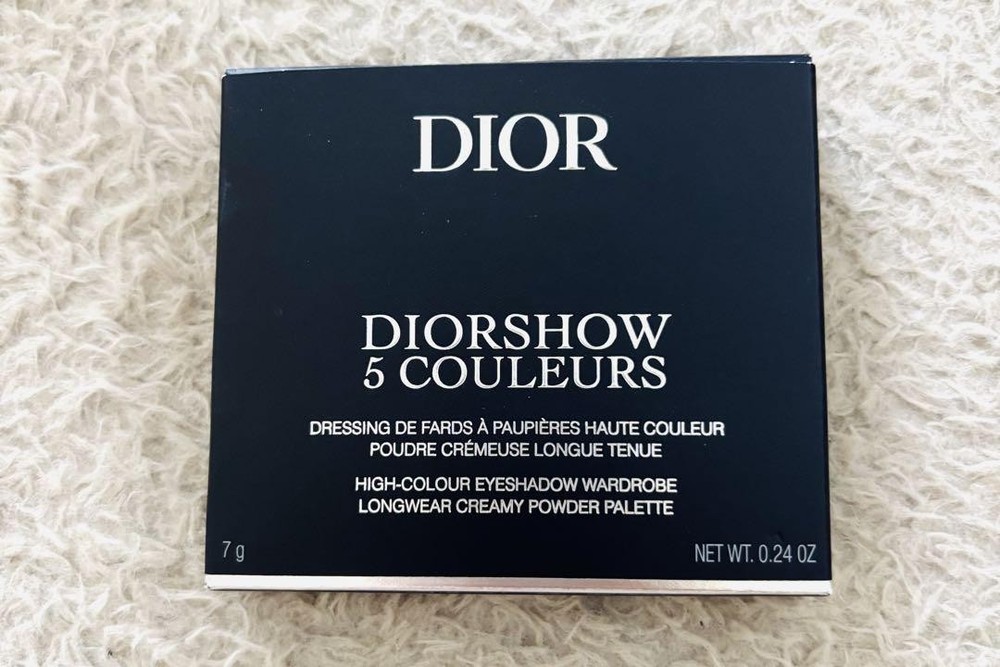 DIOR
DIORSHOW
5 COULEURS
DRESSING DE FARDS À PAUPIÈRES HAUTE COULEUR
POUDRE CRÉMEUSE LONGUE TENUE
HIGH-COLOUR EYESHADOW WARDROBE
LONGWEAR CREAMY POWDER PALETTE
7 g
NET WT. 0.24 OZ